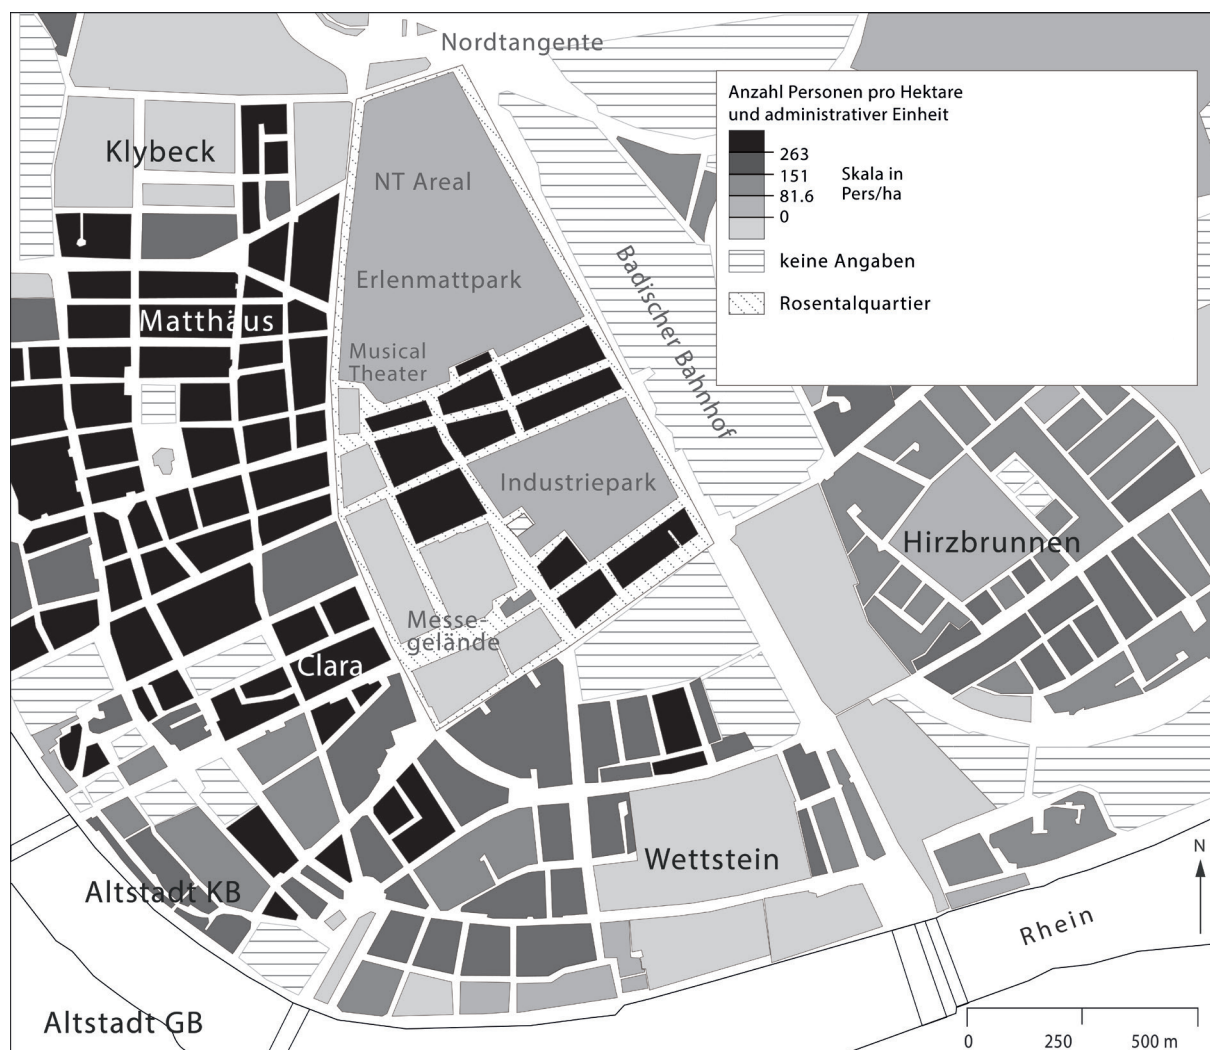 Nordtangente
Anzahl Personen pro Hektare
und administrativer Einheit
263
151
81.6
0
Skala in
Pers/ha
keine Angaben
Rosentalquartier
Klybeck
NT Areal
Erlenmattpark
Badischer Bahnhof
Matthäus
Musical
Theater
Industriepark
Hirzbrunnen
Messe-
gelände
Clara
Wettstein
Altstadt KB
N
Rhein
Altstadt GB
0 250 500 m